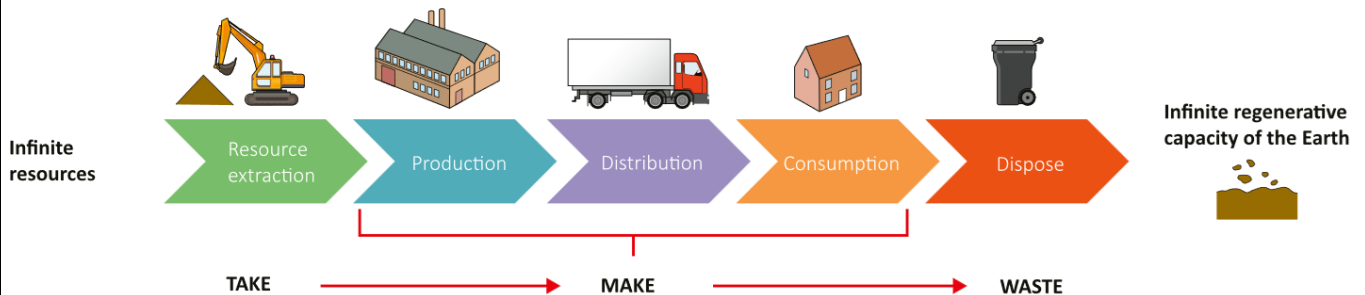 Infinite
resources
Resource
extraction
Production
Distribution
Consumption
Dispose
Infinite regenerative
capacity of the Earth
TAKE
MAKE
WASTE